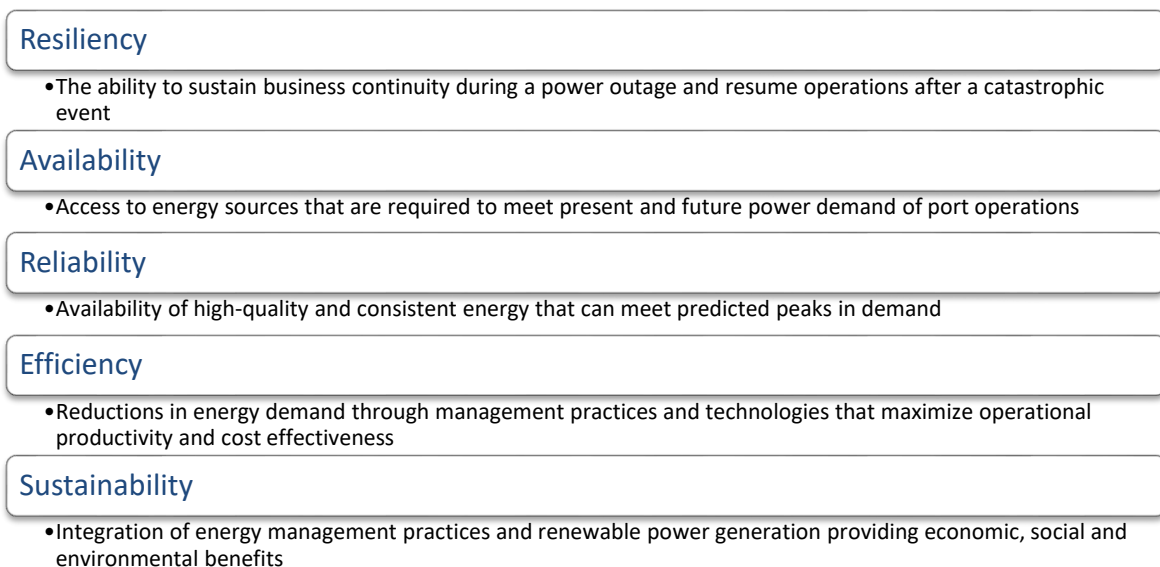 Resiliency
•The ability to sustain business continuity during a power outage and resume operations after a catastrophic
event
Availability
•Access to energy sources that are required to meet present and future power demand of port operations
Reliability
•Availability of high-quality and consistent energy that can meet predicted peaks in demand
Efficiency
•Reductions in energy demand through management practices and technologies that maximize operational
productivity and cost effectiveness
Sustainability
•Integration of energy management practices and renewable power generation providing economic, social and
environmental benefits